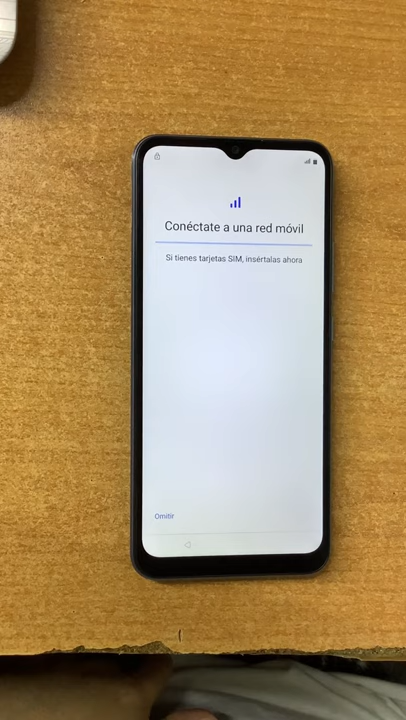 Conéctate a una red móvil
Si tienes tarjetas SIM, insértalas ahora
Omitir